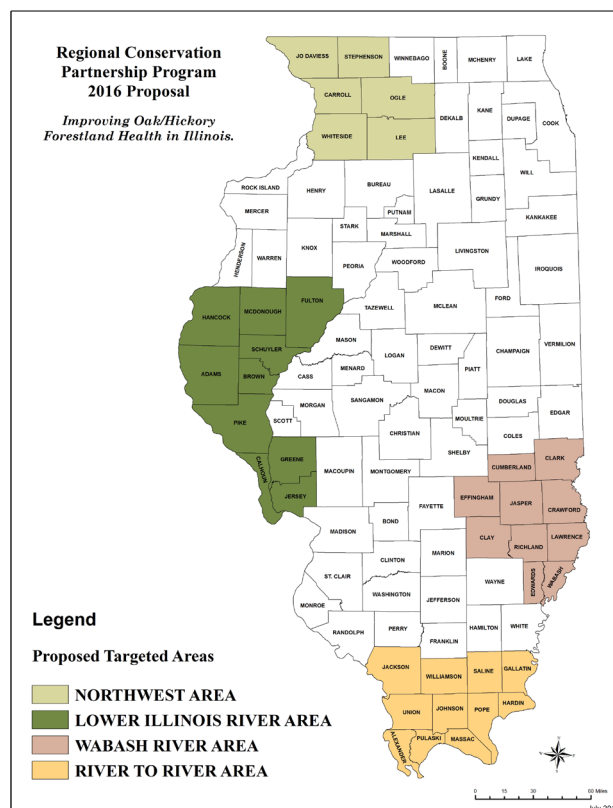 Regional Conservation
Partnership Program
2016 Proposal
Improving Oak/Hickory
Forestland Health in Illinois.
JO DAVIESS
STEPHENSON
WINNEBAGO
BOONE
MCHENRY
LAKE
CARROLL
OGLE
DEKALB
KANE
DUPAGE
COOK
WHITESIDE
LEE
KENDALL
WILL
ROCK ISLAND
HENRY
BUREAU
LASALLE
GRUNDY
MERCER
PUTNAM
KANKAKEE
STARK
MARSHALL
HENDERSON
WARREN
KNOX
PEORIA
WOODFORD
LIVINGSTON
IROQUOIS
HANCOCK
MCDONOUGH
FULTON
TAZEWELL
MCLEAN
FORD
SCHUYLER
MASON
LOGAN
DEWITT
CHAMPAIGN
VERMILION
ADAMS
BROWN
CASS
MENARD
PIATT
MACON
MORGAN
SANGAMON
DOUGLAS
PIKE
SCOTT
CHRISTIAN
MOULTRIE
EDGAR
COLES
SHELBY
CALHOUN
GREENE
MACOUPIN
MONTGOMERY
CUMBERLAND
CLARK
JERSEY
FAYETTE
EFFINGHAM
JASPER
CRAWFORD
MADISON
BOND
CLAY
RICHLAND
LAWRENCE
CLINTON
MARION
ST. CLAIR
WAYNE
EDWARDS
WABASH
MONROE
WASHINGTON
JEFFERSON
RANDOLPH
PERRY
HAMILTON
WHITE
FRANKLIN
JACKSON
WILLIAMSON
SALINE
GALLATIN
UNION
JOHNSON
POPE
HARDIN
ALEXANDER
PULASKI
MASSAC
Legend
Proposed Targeted Areas
NORTHWEST AREA
LOWER ILLINOIS RIVER AREA
WABASH RIVER AREA
RIVER TO RIVER AREA
0
60 Miles